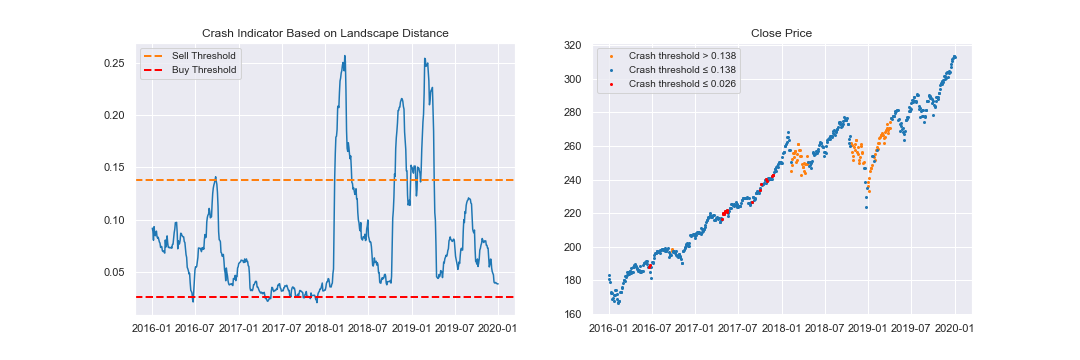 Crash Indicator Based on Landscape Distance
Sell Threshold
Buy Threshold
0.25
0.20
0.15
0.10
0.05
2016-01 2016-07 2017-01 2017-07 2018-01 2018-07 2019-01 2019-07 2020-01
Close Price
Crash threshold > 0.138
Crash threshold ≤ 0.138
Crash threshold ≤ 0.026
320
300
280
260
240
220
200
180
160
2016-01 2016-07 2017-01 2017-07 2018-01 2018-07 2019-01 2019-07 2020-01